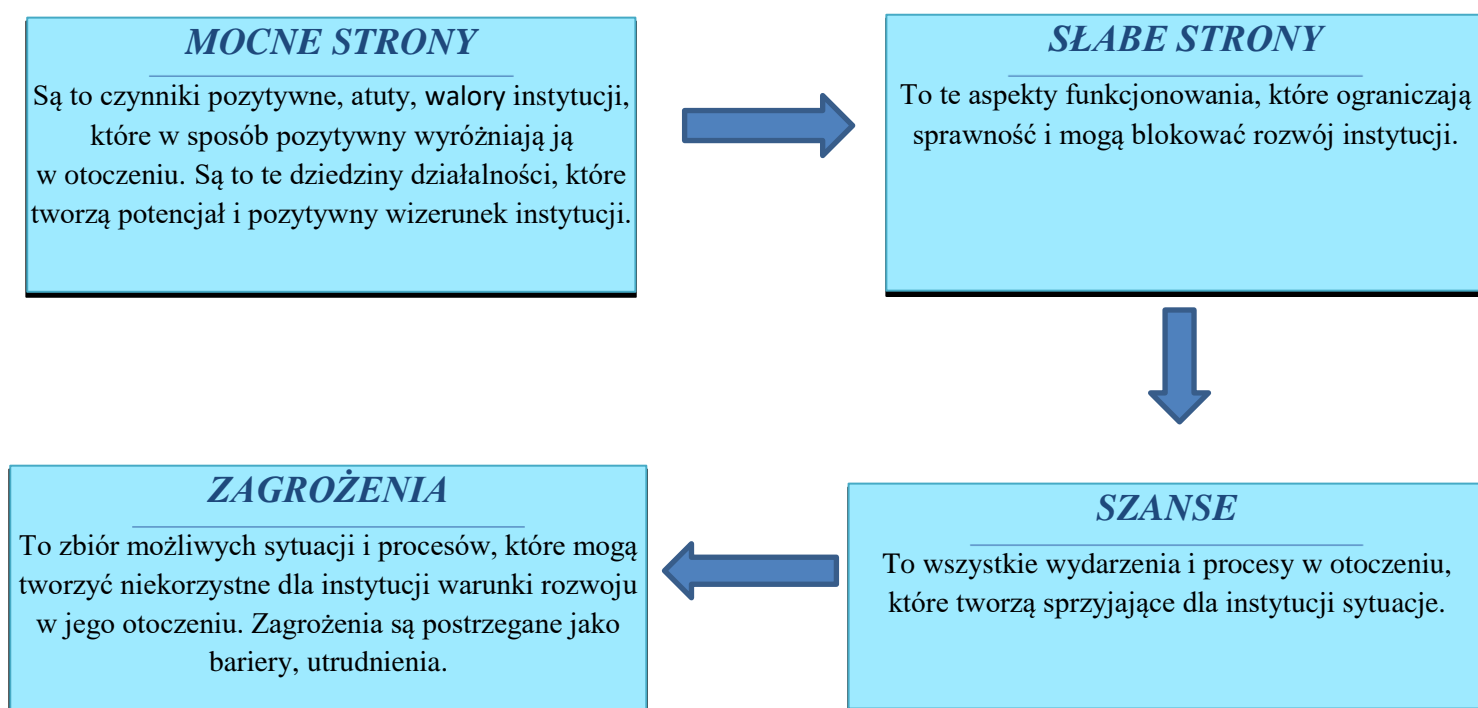 MOCNE STRONY
Są to czynniki pozytywne, atuty, walory instytucji,
które w sposób pozytywny wyróżniają ją
w otoczeniu. Są to te dziedziny działalności, które
tworzą potencjał i pozytywny wizerunek instytucji.
SŁABE STRONY
To te aspekty funkcjonowania, które ograniczają
sprawność i mogą blokować rozwój instytucji.
SZANSE
To wszystkie wydarzenia i procesy w otoczeniu,
które tworzą sprzyjające dla instytucji sytuacje.
ZAGROŻENIA
To zbiór możliwych sytuacji i procesów, które mogą
tworzyć niekorzystne dla instytucji warunki rozwoju
w jego otoczeniu. Zagrożenia są postrzegane jako
bariery, utrudnienia.